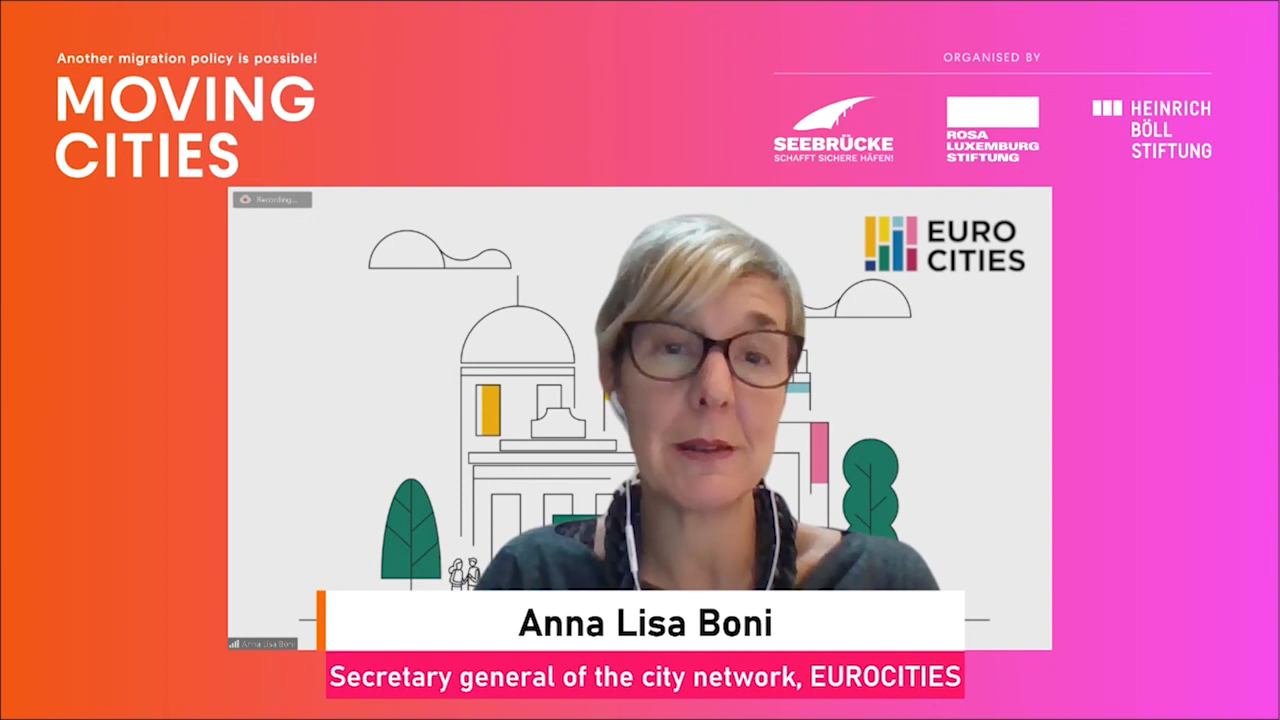 Another migration policy is possible!
MOVING
CITIES
ORGANISED BY
SEEBRÜCKE
SCHAFFT SICHERE HÄFEN!
ROSA
LUXEMBURG
STIFTUNG
HEINRICH
BÖLL
STIFTUNG
Recording...
EURO
CITIES
Anna Lisa Boni
Anna Lisa Boni
Secretary general of the city network, EUROCITIES